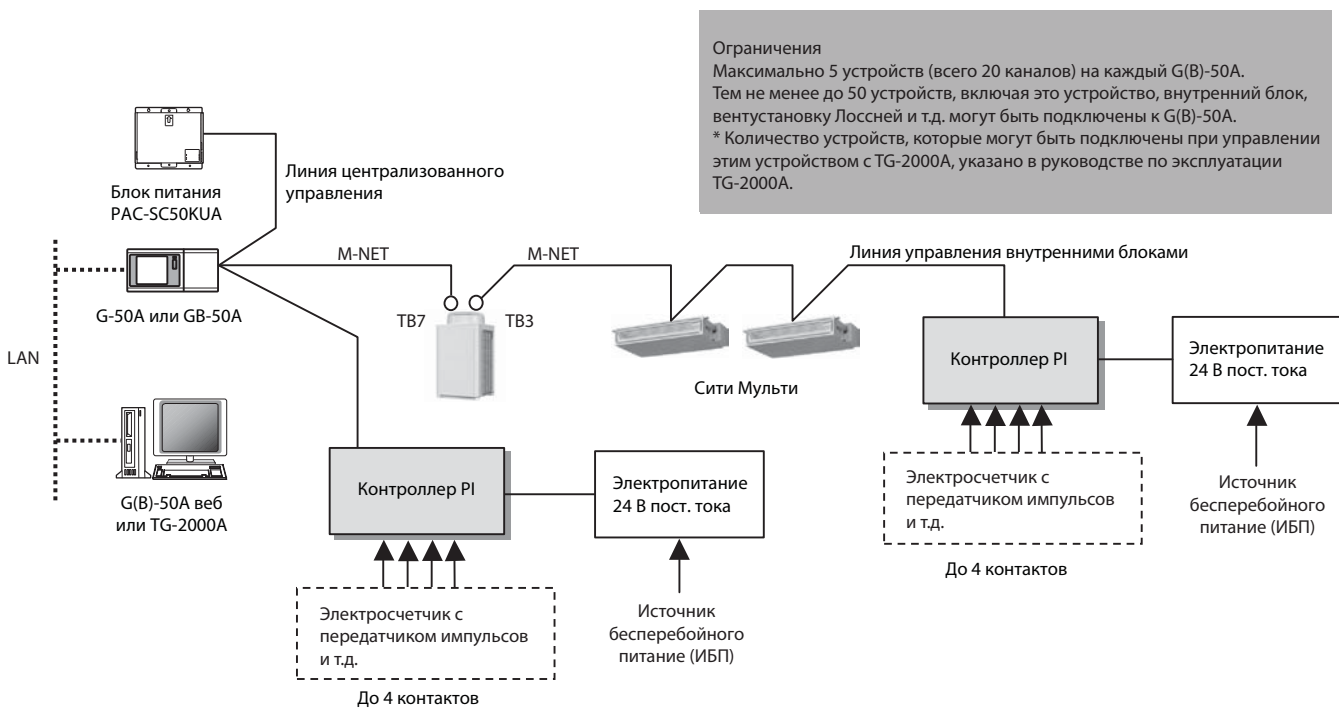 Ограничения
Максимально 5 устройств (всего 20 каналов) на каждый G(B)-50A.
Тем не менее до 50 устройств, включая это устройство, внутренний блок,
вентустановку Лоссней и т.д. могут быть подключены к G(B)-50A.
* Количество устройств, которые могут быть подключены при управлении
этим устройством с TG-2000A, указано в руководстве по эксплуатации
TG-2000A.
Блок питания
PAC-SC50KUA
Линия централизованного
управления
M-NET
M-NET
Линия управления внутренними блоками
G-50A или GB-50A
TB7
TB3
LAN
Сити Мульти
Контроллер PI
Электропитание
24 В пост. тока
G(B)-50A веб
или TG-2000A
Контроллер PI
Электропитание
24 В пост. тока
Электросчетчик с
передатчиком импульсов
и т.д.
Источник
бесперебойного
питание (ИБП)
До 4 контактов
Электросчетчик с
передатчиком импульсов
и т.д.
Источник
бесперебойного
питание (ИБП)
До 4 контактов